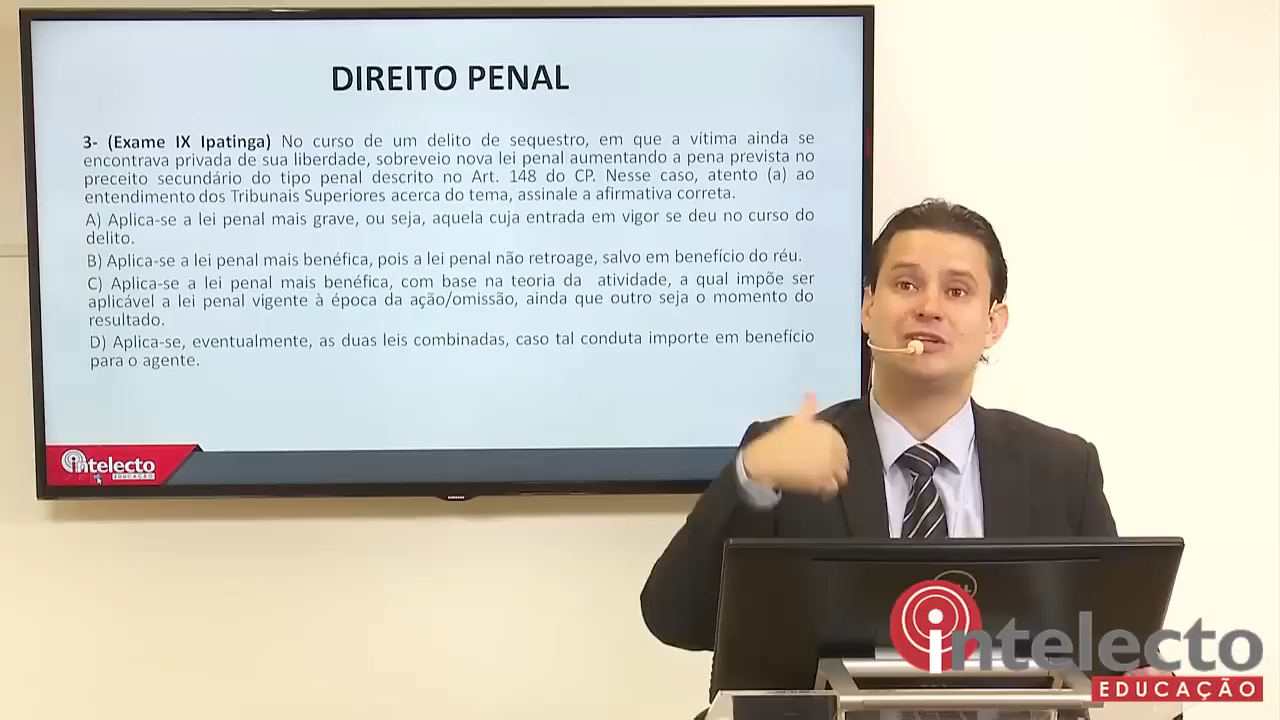 DIREITO PENAL
3- (Exame IX Ipatinga) No curso de um delito de sequestro, em que a vítima ainda se
encontrava privada de sua liberdade, sobreveio nova lei penal aumentando a pena prevista no
preceito secundário do tipo penal descrito no Art. 148 do CP. Nesse caso, atento (a) ao
entendimento dos Tribunais Superiores acerca do tema, assinale a afirmativa correta.
A) Aplica-se a lei penal mais grave, ou seja, aquela cuja entrada em vigor se deu no curso do
delito.
B) Aplica-se a lei penal mais benéfica, pois a lei penal não retroage, salvo em benefício do réu.
C) Aplica-se a lei penal mais benéfica, com base na teoria da atividade, a qual impõe ser
aplicável a lei penal vigente à época da ação/omissão, ainda que outro seja o momento do
resultado.
D) Aplica-se, eventualmente, as duas leis combinadas, caso tal conduta importe em benefício
para o agente.
intelecto
EDUCAÇÃO
intelecto
EDUCAÇÃO